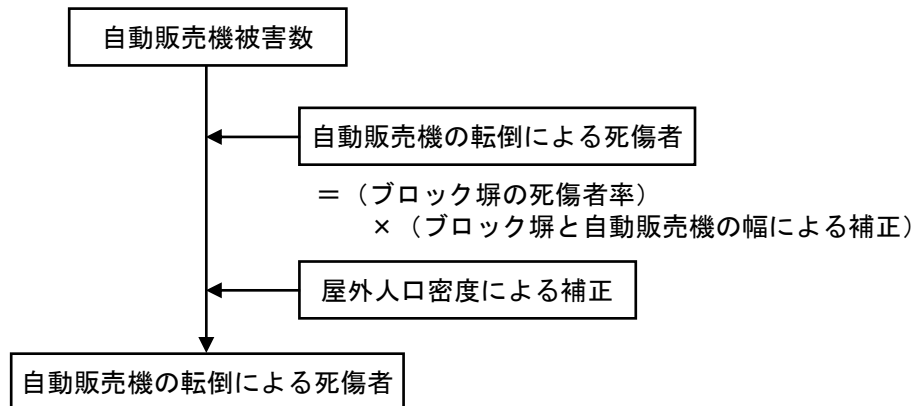 自動販売機被害数
自動販売機の転倒による死傷者
＝（ブロック塀の死傷者率）
×（ブロック塀と自動販売機の幅による補正）
屋外人口密度による補正
自動販売機の転倒による死傷者